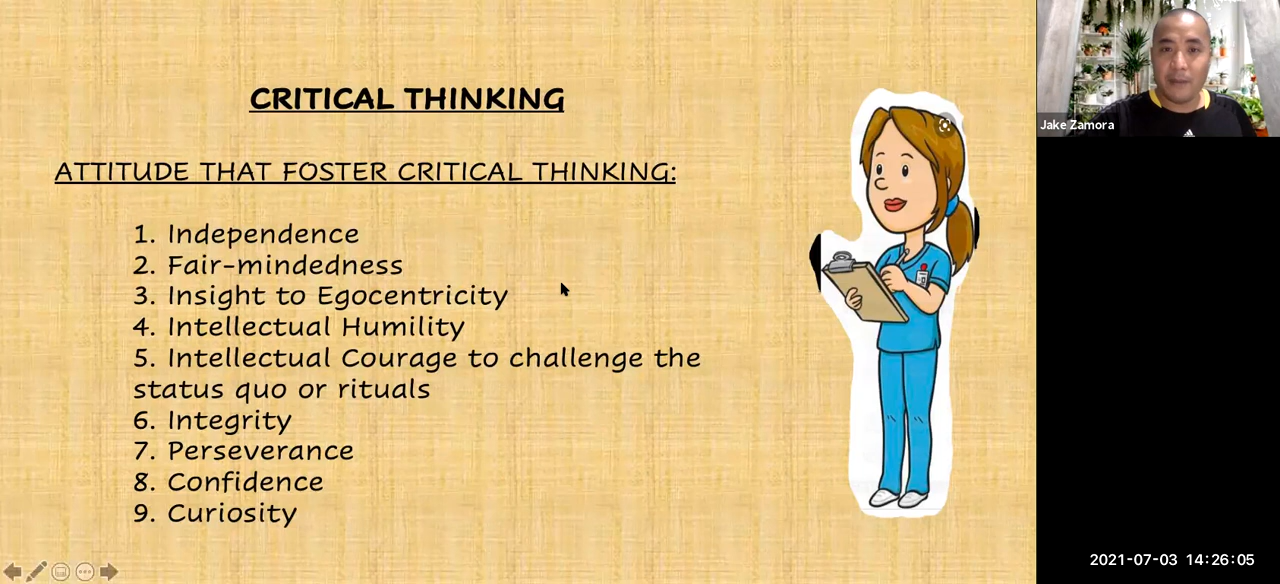 CRITICAL THINKING
ATTITUDE THAT FOSTER CRITICAL THINKING:
1. Independence
2. Fair-mindedness
3. Insight to Egocentricity
4. Intellectual Humility
5. Intellectual Courage to challenge the
status quo or rituals
6. Integrity
7. Perseverance
8. Confidence
9. Curiosity
Jake Zamora
2021-07-03 14:26:05